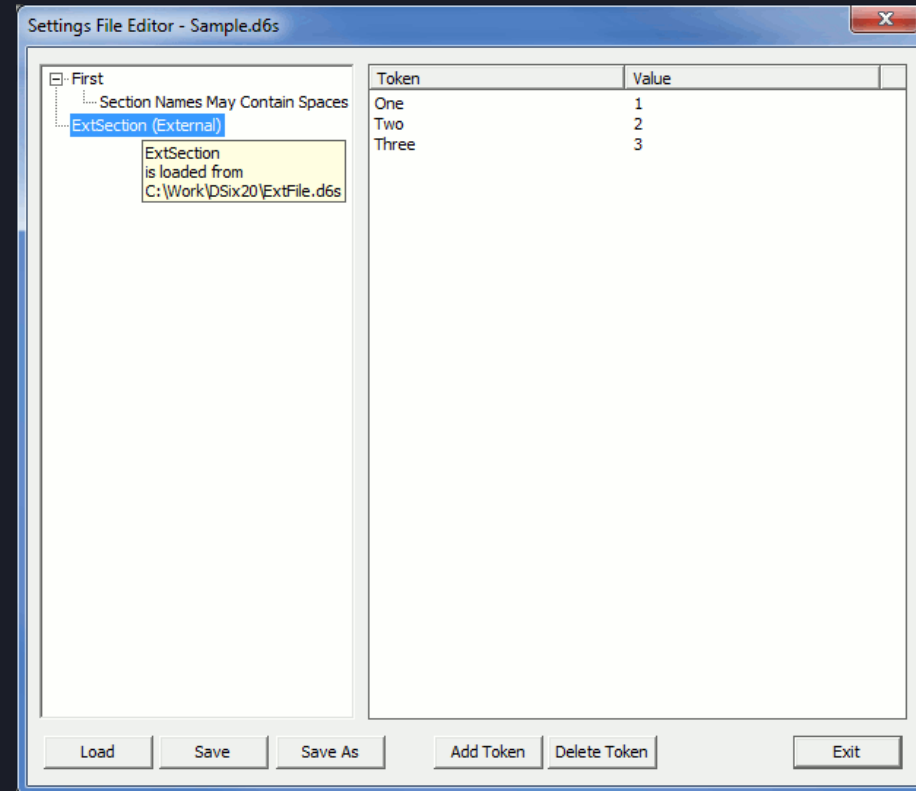 Settings File Editor - Sample.d6s
First
Section Names May Contain Spaces
ExtSection (External)
ExtSection
is loaded from
C:\Work\DSix20\ExtFile.d6s
Token Value
One 1
Two 2
Three 3
Load Save Save As Add Token Delete Token Exit